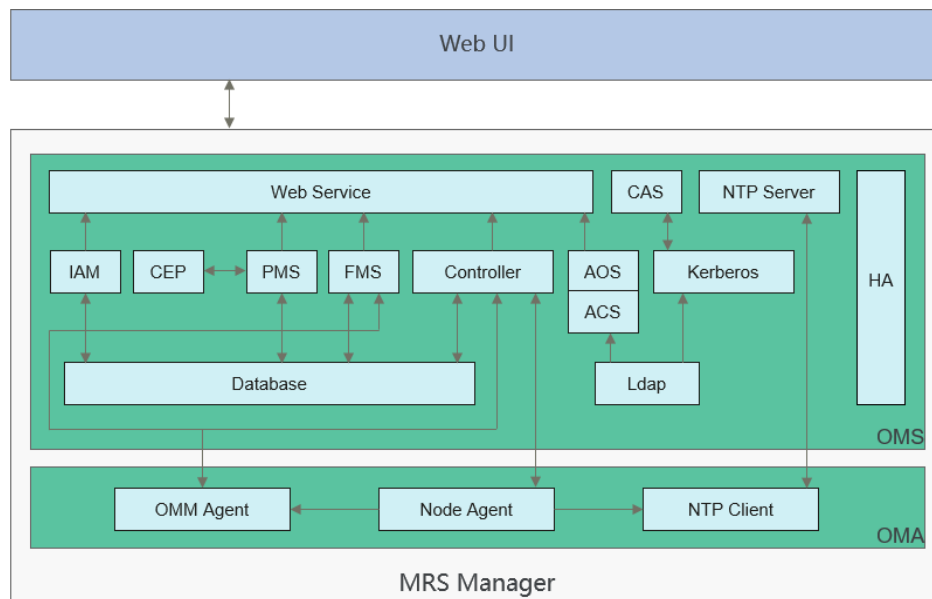 Web UI
Web Service
CAS
NTP Server
IAM
CEP
PMS
FMS
Controller
AOS
Kerberos
HA
ACS
Database
Ldap
OMS
OMM Agent
Node Agent
NTP Client
OMA
MRS Manager